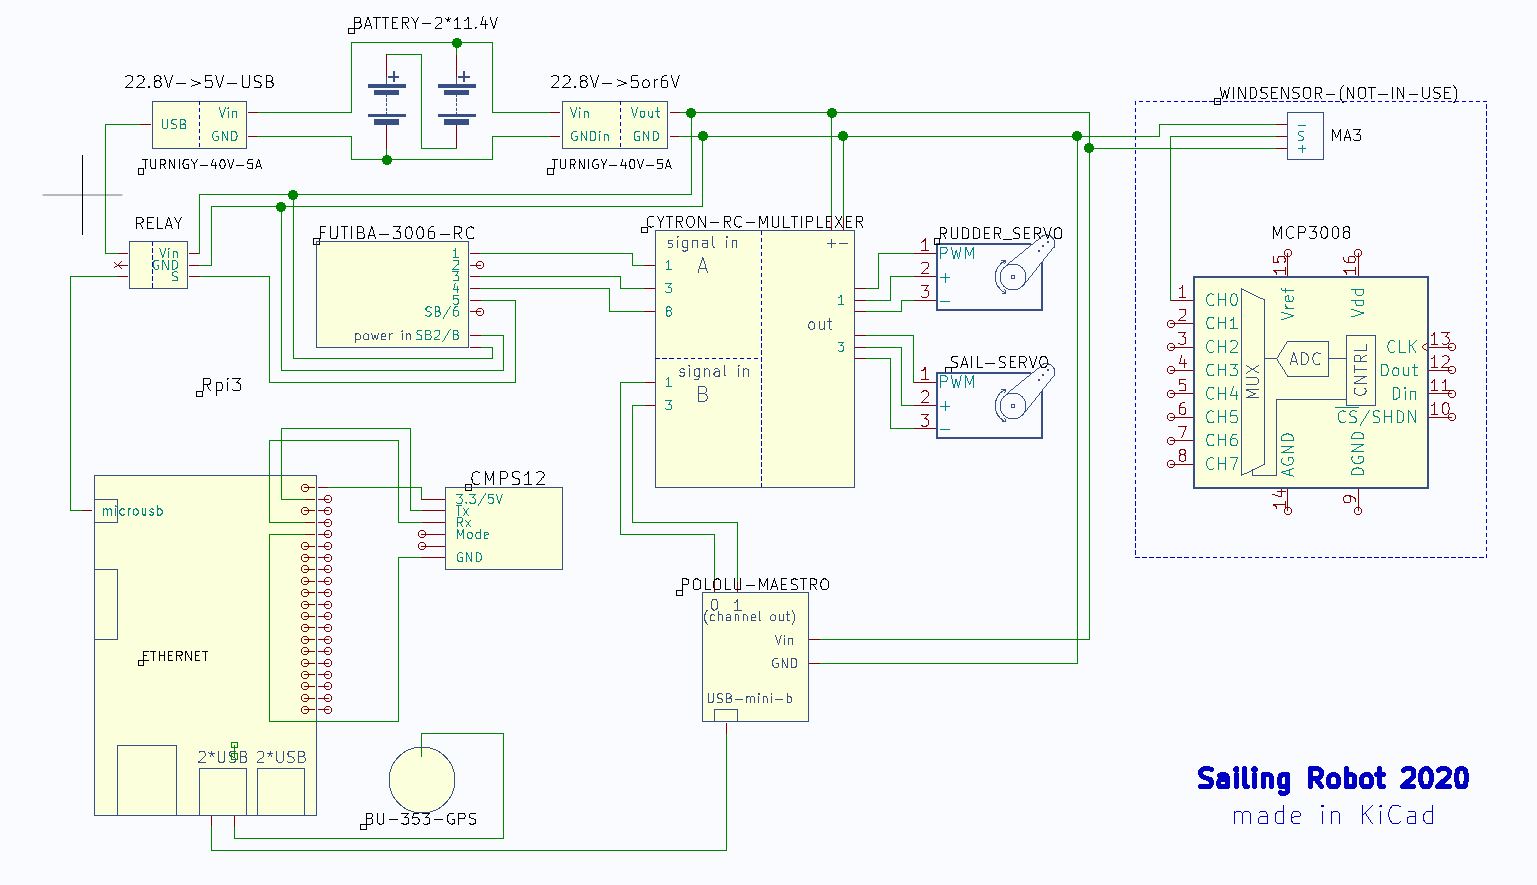 BATTERY-2*11.4V
22.8V->5V-USB
Vin
USB
GND
TURNIGY-40V-5A
+
+
22.8V->5or6V
Vin
Vout
GNDin
GND
TURNIGY-40V-5A
WINDSENSOR-(NOT-IN-USE)
–
S
+
MA3
RELAY
Vin
GND
S
FUTIBA-3006-RC
1
2
3
4
5
SB/6
power in SB2/B
CYTRON-RC-MULTIPLEXER
signal in
A
+–
1
3
8
1
out
3
signal in
B
1
3
RUDDER_SERVO
1 PWM
2 +
3 –
SAIL-SERVO
1 PWM
2 +
3 –
MCP3008
15 Vref
16 Vdd
1 CH0
2 CH1
3 CH2
4 CH3
5 CH4
6 CH5
7 CH6
8 CH7
MUX
ADC
CNTRL
CLK 13
Dout 12
Din 11
CS/SHDN 10
AGND 14
DGND 9
Rpi3
microusb
ETHERNET
2*USB 2*USB
CMPS12
3.3/5V
Tx
Rx
Mode
GND
BU-353-GPS
POLOLU-MAESTRO
0 1
(channel out)
Vin
GND
USB-mini-b
Sailing Robot 2020
made in KiCad